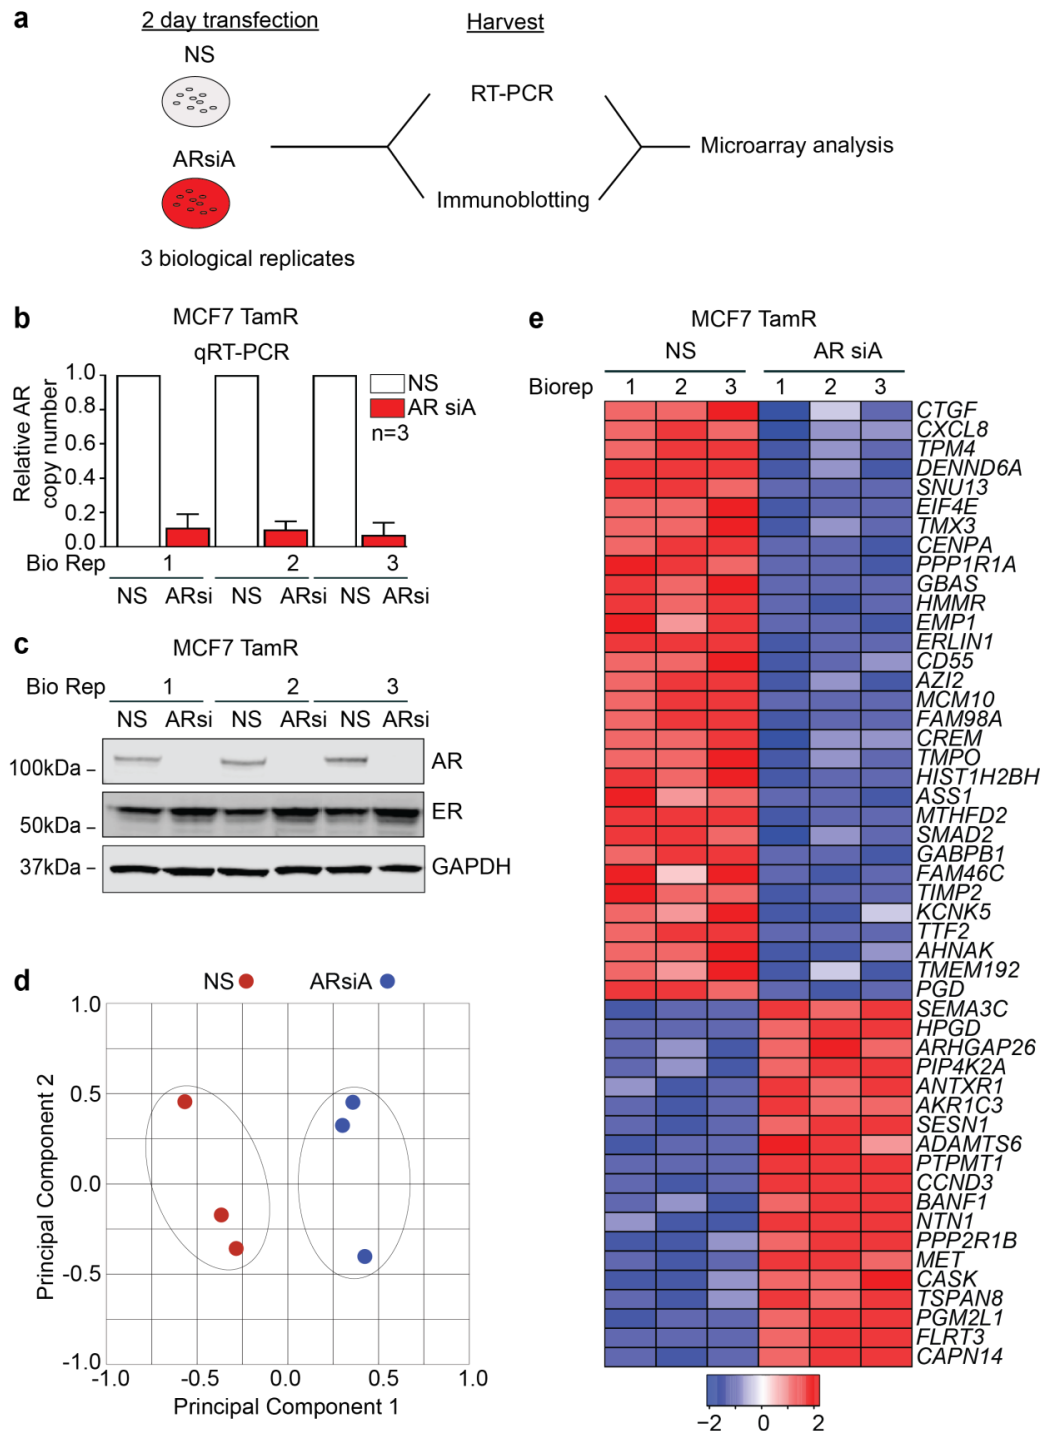 a
2 day transfection
Harvest
NS
RT-PCR
ARsiA
Microarray analysis
Immunoblotting
3 biological replicates
b
MCF7 TamR
qRT-PCR
Relative AR
copy number
1.0
0.8
0.6
0.4
0.2
0.0
NS
AR siA
n=3
Bio Rep 1 2 3
NS ARsi NS ARsi NS ARsi
c
MCF7 TamR
Bio Rep 1 2 3
NS ARsi NS ARsi NS ARsi
100kDa – AR
50kDa – ER
37kDa – GAPDH
d
NS ARsiA
Principal Component 2
1.0
0.5
0.0
-0.5
-1.0
-1.0 -0.5 0.0 0.5 1.0
Principal Component 1
e
MCF7 TamR
NS AR siA
Biorep 1 2 3 1 2 3
CTGF
CXCL8
TPM4
DENND6A
SNU13
EIF4E
TMX3
CENPA
PPP1R1A
GBAS
HMMR
EMP1
ERLIN1
CD55
AZI2
MCM10
FAM98A
CREM
TMPO
HIST1H2BH
ASS1
MTHFD2
SMAD2
GABPB1
FAM46C
TIMP2
KCNK5
TTF2
AHNAK
TMEM192
PGD
SEMA3C
HPGD
ARHGAP26
PIP4K2A
ANTXR1
AKR1C3
SESN1
ADAMTS6
PTPMT1
CCND3
BANF1
NTN1
PPP2R1B
MET
CASK
TSPAN8
PGM2L1
FLRT3
CAPN14
−2 0 2